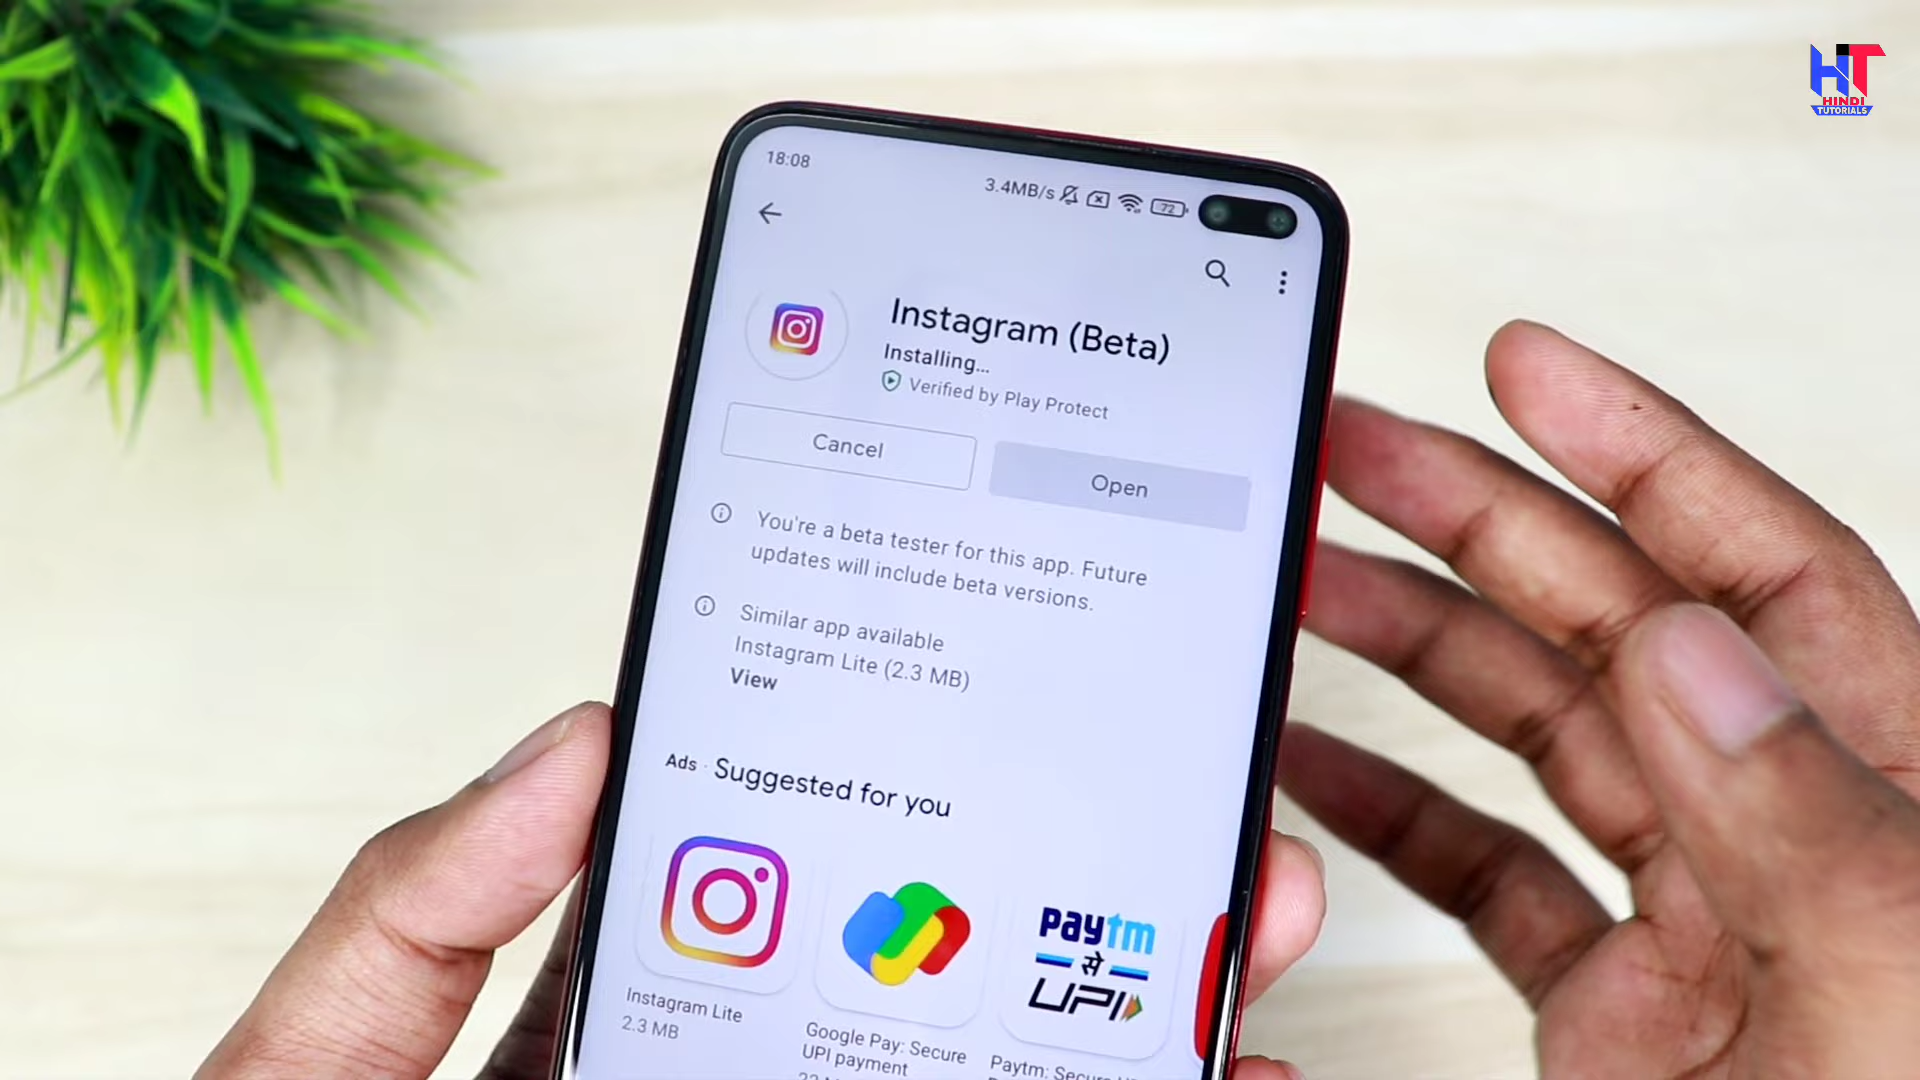 HT
HINDI
TUTORIALS
18:08
3.4MB/s
72
Instagram (Beta)
Installing...
Verified by Play Protect
Cancel
Open
You're a beta tester for this app. Future
updates will include beta versions.
Similar app available
Instagram Lite (2.3 MB)
View
Ads · Suggested for you
paytm
से
UPI
Instagram Lite
2.3 MB
Google Pay: Secure
UPI payment
Paytm: Secure